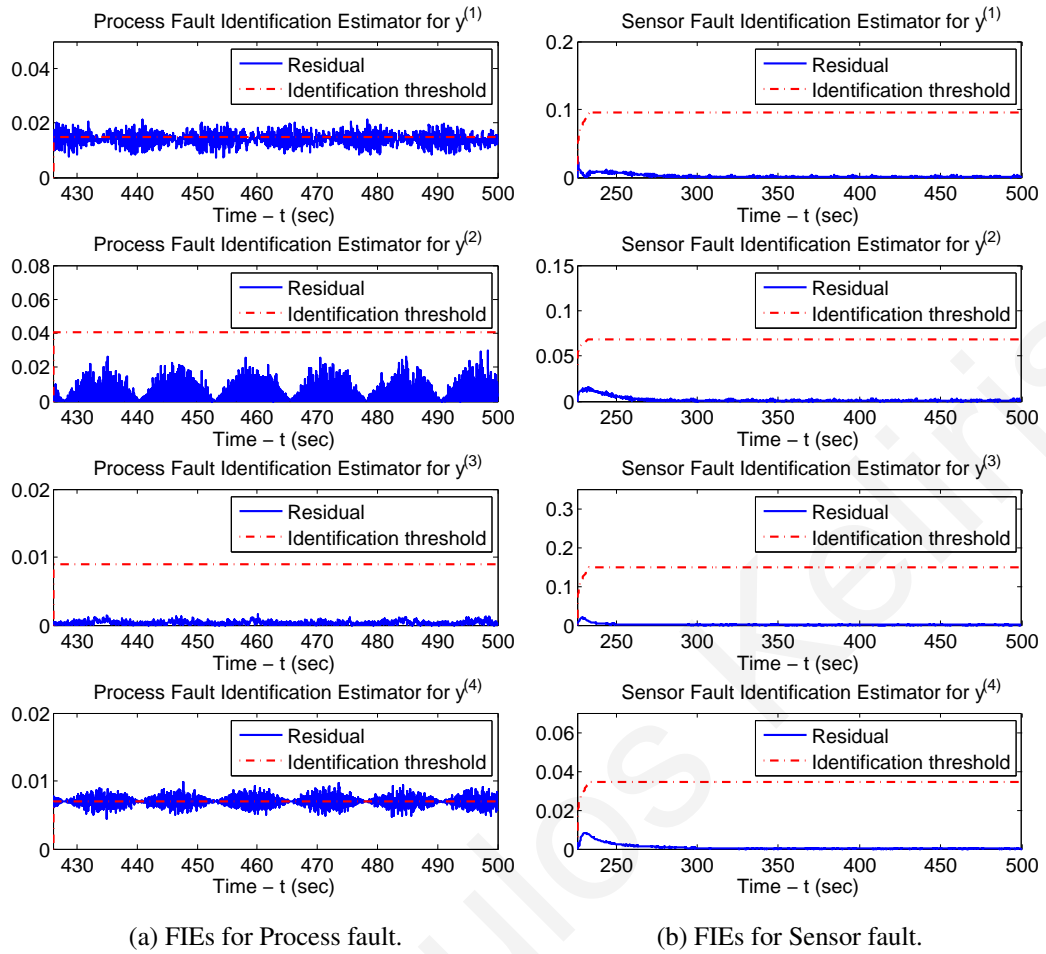 Process Fault Identification Estimator for y(1)
0.04
0.02
0
Residual
Identification threshold
430 440 450 460 470 480 490 500
Time − t (sec)
Process Fault Identification Estimator for y(2)
0.08
0.06
0.04
0.02
0
Residual
Identification threshold
430 440 450 460 470 480 490 500
Time − t (sec)
Process Fault Identification Estimator for y(3)
0.02
0.01
0
Residual
Identification threshold
430 440 450 460 470 480 490 500
Time − t (sec)
Process Fault Identification Estimator for y(4)
0.02
0.01
0
Residual
Identification threshold
430 440 450 460 470 480 490 500
Time − t (sec)
(a) FIEs for Process fault.
Sensor Fault Identification Estimator for y(1)
0.2
0.1
0
Residual
Identification threshold
250 300 350 400 450 500
Time − t (sec)
Sensor Fault Identification Estimator for y(2)
0.15
0.1
0.05
0
Residual
Identification threshold
250 300 350 400 450 500
Time − t (sec)
Sensor Fault Identification Estimator for y(3)
0.3
0.2
0.1
0
Residual
Identification threshold
250 300 350 400 450 500
Time − t (sec)
Sensor Fault Identification Estimator for y(4)
0.06
0.04
0.02
0
Residual
Identification threshold
250 300 350 400 450 500
Time − t (sec)
(b) FIEs for Sensor fault.